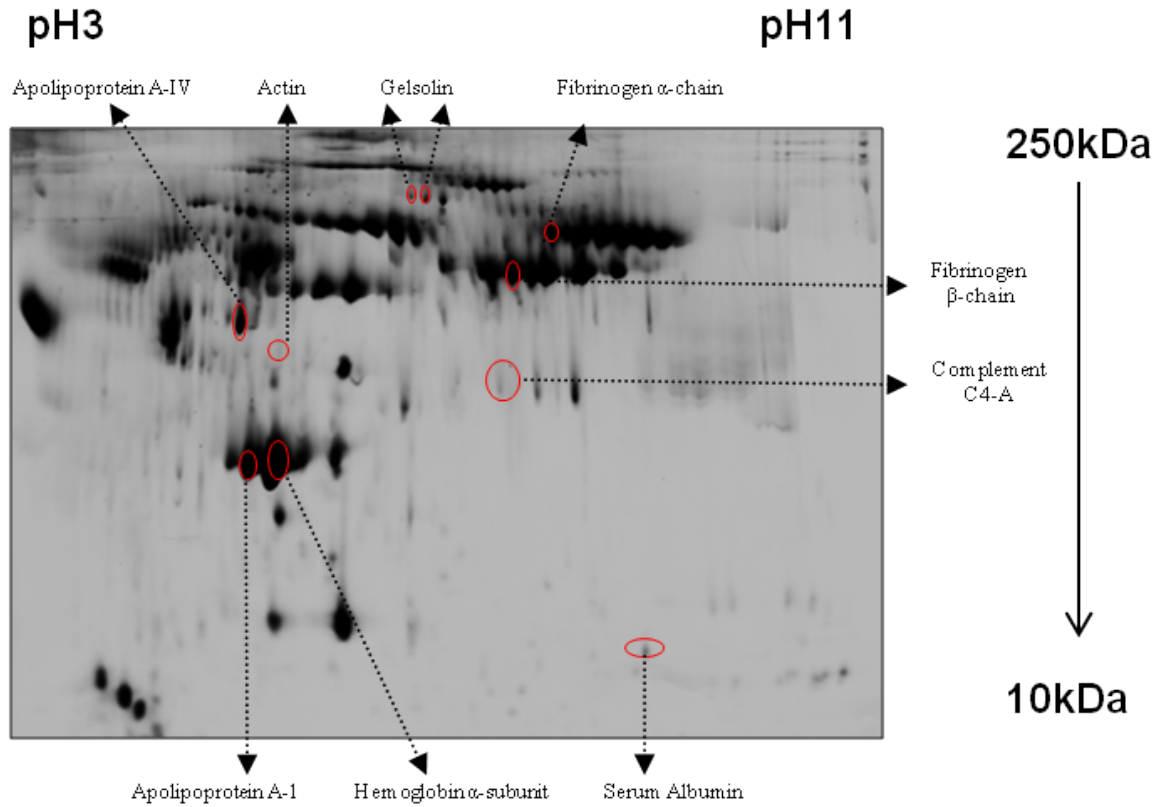 pH3
pH11
Apolipoprotein A-IV
Actin
Gelsolin
Fibrinogen α-chain
250kDa
Fibrinogen
β-chain
Complement
C4-A
10kDa
Apolipoprotein A-1
Hemoglobin α-subunit
Serum Albumin